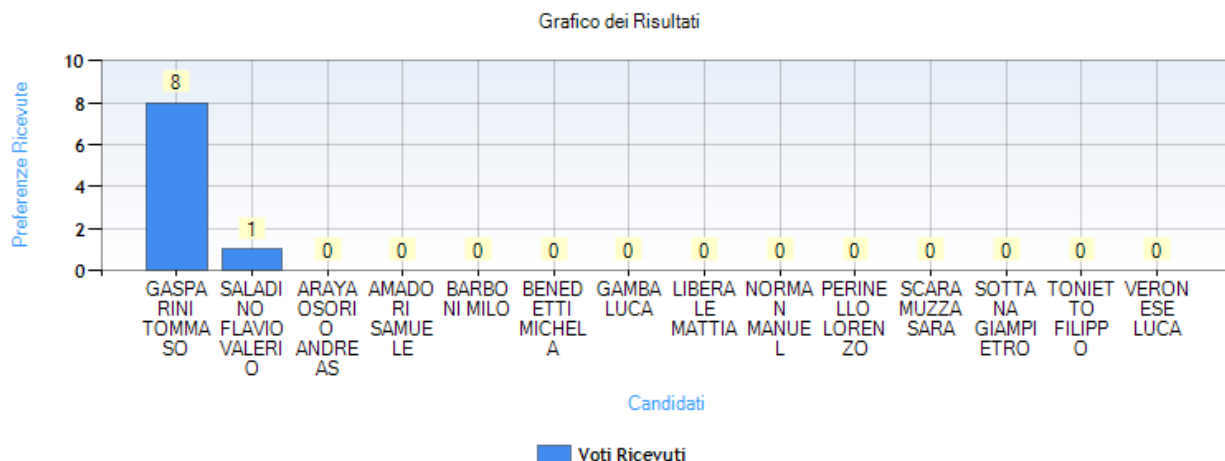 Grafico dei Risultati
Preferenze Ricevute
10
8
6
4
2
0
8
1
0
0
0
0
0
0
0
0
0
0
0
0
GASPA
RINI
TOMMA
SO
SALADI
NO
FLAVIO
VALERI
O
ARAYA
OSORI
O
ANDRE
AS
AMADO
RI
SAMUE
LE
BARBO
NI MILO
BENED
ETTI
MICHEL
A
GAMBA
LUCA
LIBERA
LE
MATTIA
NORMA
N
MANUE
L
PERINE
LLO
LOREN
ZO
SCARA
MUZZA
SARA
SOTTA
NA
GIAMPI
ETRO
TONIET
TO
FILIPP
O
VERON
ESE
LUCA
Candidati
Voti Ricevuti